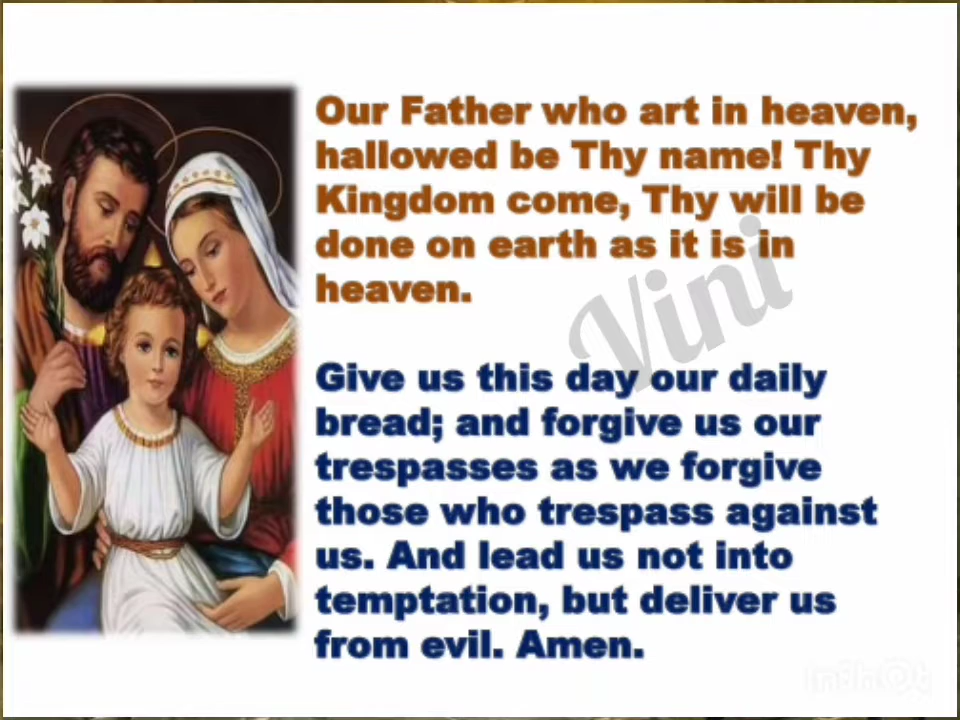 Our Father who art in heaven,
hallowed be Thy name! Thy
Kingdom come, Thy will be
done on earth as it is in
heaven.
Give us this day our daily
bread; and forgive us our
trespasses as we forgive
those who trespass against
us. And lead us not into
temptation, but deliver us
from evil. Amen.
Vini
InShot